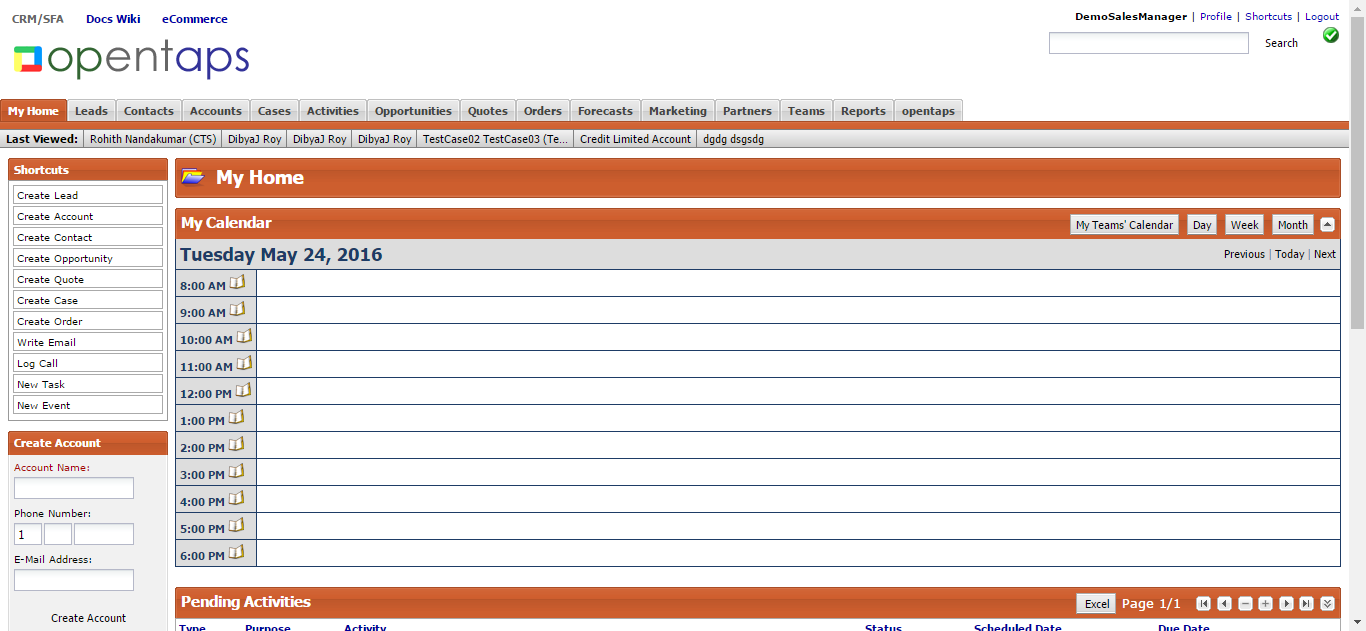 CRM/SFA Docs Wiki eCommerce
DemoSalesManager | Profile | Shortcuts | Logout
opentaps
Search
My Home Leads Contacts Accounts Cases Activities Opportunities Quotes Orders Forecasts Marketing Partners Teams Reports opentaps
Last Viewed: Rohith Nandakumar (CTS) DibyaJ Roy DibyaJ Roy DibyaJ Roy TestCase02 TestCase03 (Te... Credit Limited Account dgdg dsgsdg
Shortcuts
Create Lead
Create Account
Create Contact
Create Opportunity
Create Quote
Create Case
Create Order
Write Email
Log Call
New Task
New Event
Create Account
Account Name:
Phone Number:
1
E-Mail Address:
Create Account
My Home
My Calendar
My Teams' Calendar Day Week Month
Tuesday May 24, 2016
Previous | Today | Next
8:00 AM
9:00 AM
10:00 AM
11:00 AM
12:00 PM
1:00 PM
2:00 PM
3:00 PM
4:00 PM
5:00 PM
6:00 PM
Pending Activities
Excel Page 1/1
Type Purpose Activity Status Scheduled Date Due Date